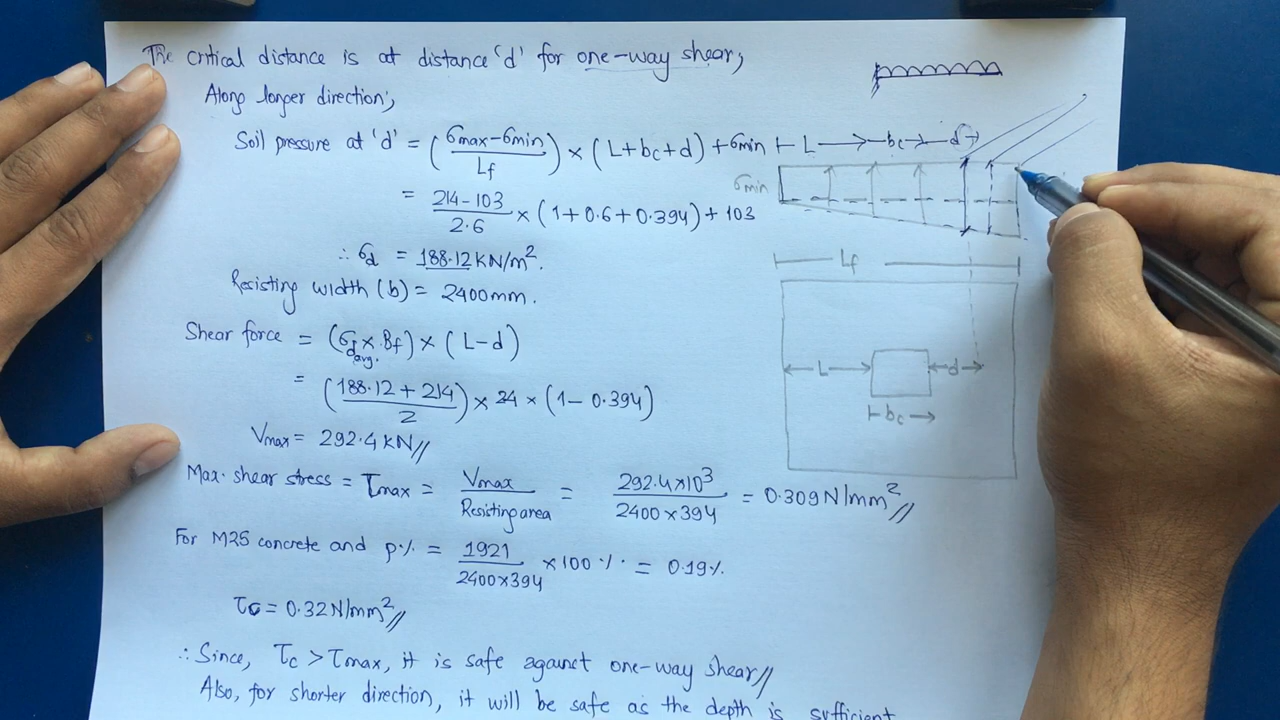 The critical distance is at distance 'd' for one-way shear,
Along longer direction,
Soil pressure at 'd' = (σmax-σmin / Lf) × (L+bc+d) + σmin
= 214-103 / 2.6 × (1+0.6+0.394) + 103
∴ σd = 188.12 KN/m².
Resisting width (b) = 2400mm.
Shear force = (σd avg. × Bf) × (L-d)
= (188.12 + 214 / 2) × 24 × (1-0.394)
Vmax = 292.4 KN//
Max. shear stress = τmax = Vmax / Resisting area = 292.4×10³ / 2400×394 = 0.309 N/mm²//
For M25 concrete and p% = 1921 / 2400×394 ×100 % = 0.19%
τc = 0.32 N/mm²//
∴ Since, τc > τmax, it is safe against one-way shear//
Also, for shorter direction, it will be safe as the depth is sufficient
L bc d
σmin
Lf
L d
bc